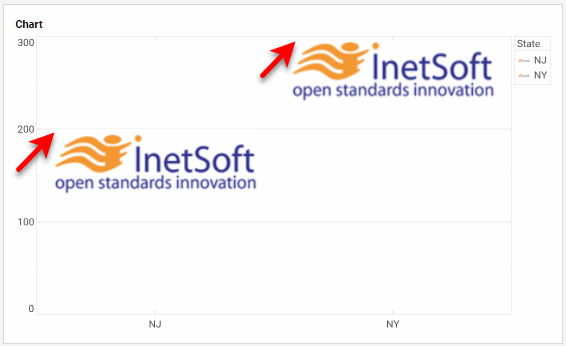 Chart
300
200
100
0
inetSoft
open standards innovation
inetSoft
open standards innovation
NJ
NY
State
NJ
NY